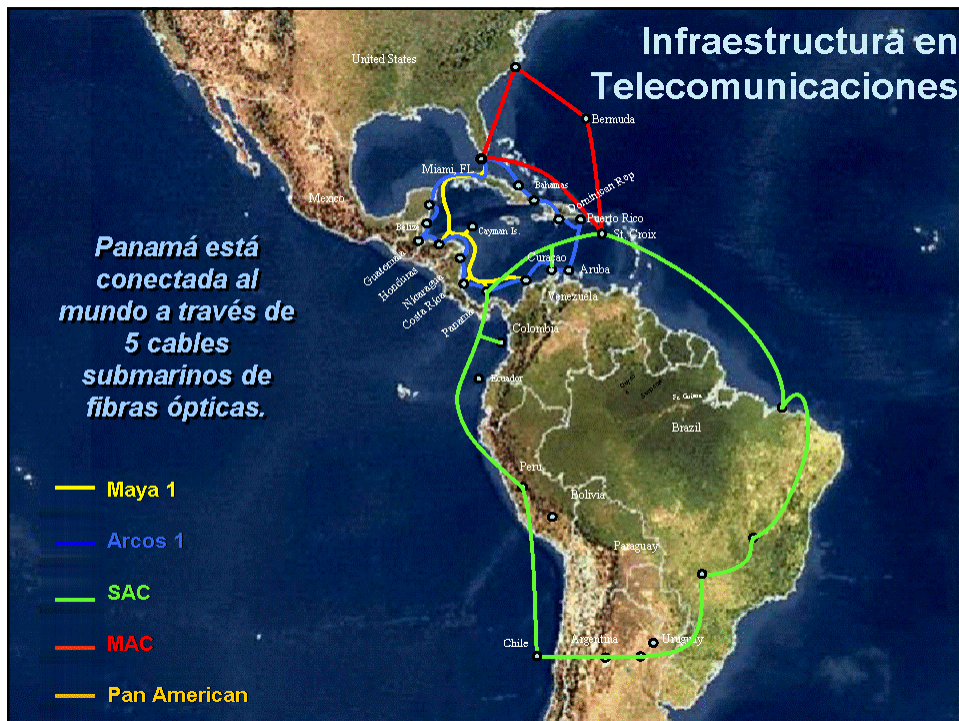 Infraestructura en
Telecomunicaciones
United States
Bermuda
Miami, FL
Bahamas
Mexico
Dominican Rep
Puerto Rico
Belize
Cayman Is.
St. Croix
Panamá está
conectada al
mundo a través de
5 cables
submarinos de
fibras ópticas.
Guatemala
Honduras
Nicaragua
Costa Rica
Panama
Curacao
Aruba
Venezuela
Colombia
Ecuador
Fr. Guiana
Brazil
Peru
Bolivia
Paraguay
Chile
Argentina
Uruguay
Maya 1
Arcos 1
SAC
MAC
Pan American